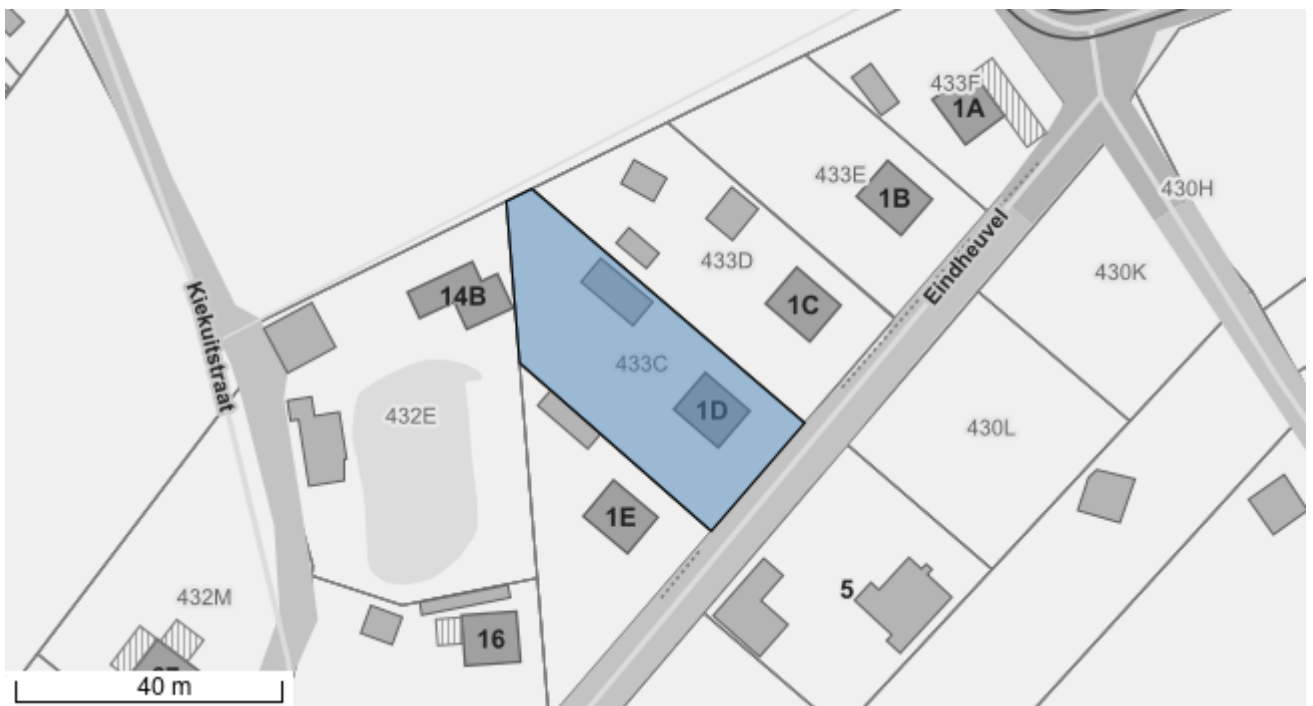 433F
1A
433E
1B
430H
433D
1C
Eindheuvel
430K
14B
Kiekuitstraat
433C
1D
432E
430L
1E
5
432M
16
40 m